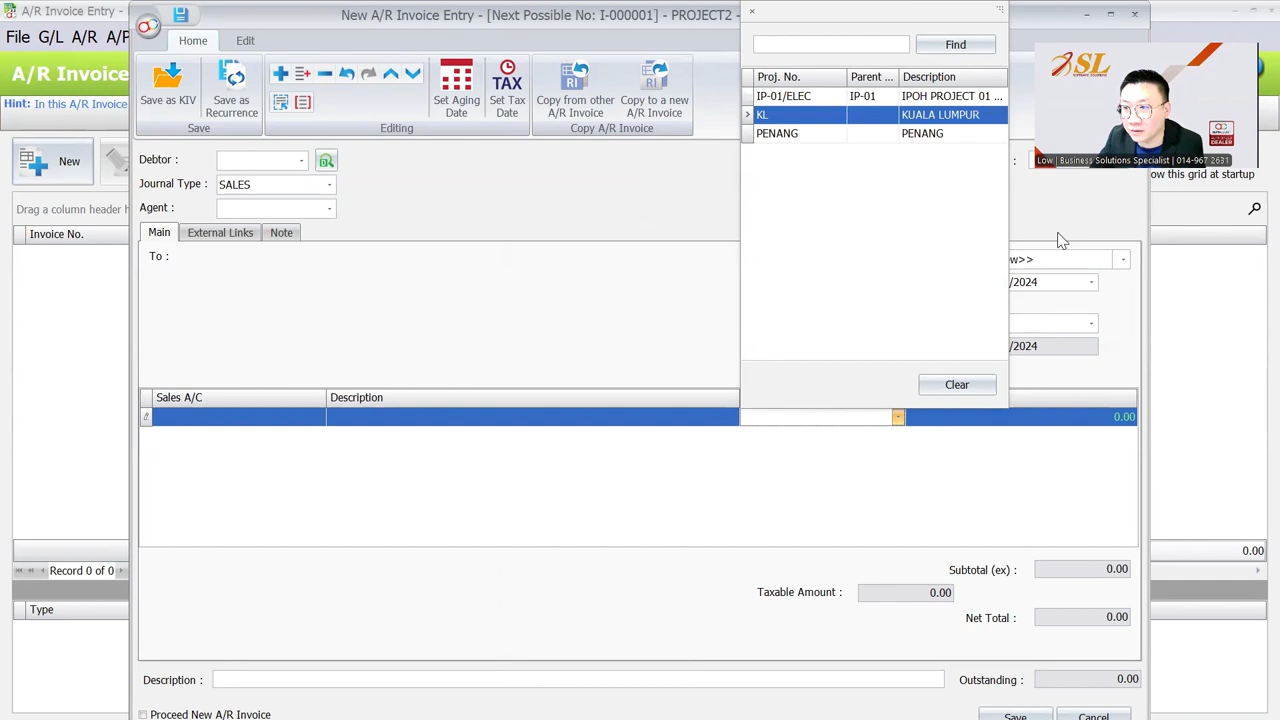 A/R Invoice Entry - [
New A/R Invoice Entry - [Next Possible No: I-000001] - PROJECT2 -
File G/L A/R A/P
Home Edit
A/R Invoice
Hint: In this A/R Invoice
Save as KIV
Save as Recurrence
Save
Editing
Set Aging Date
Set Tax Date
TAX
Copy from other A/R Invoice
Copy to a new A/R Invoice
Copy A/R Invoice
RI
RI
Find
Proj. No. Parent ... Description
IP-01/ELEC IP-01 IPOH PROJECT 01 ...
KL KUALA LUMPUR
PENANG PENANG
Clear
SL
Low | Business Solutions Specialist | 014-967 2631
ow this grid at startup
New
Debtor :
Journal Type : SALES
Agent :
Drag a column header h
Invoice No.
Main External Links Note
To :
w>>
/2024
/2024
Sales A/C Description
0.00
0.00
Record 0 of 0
Type
Subtotal (ex) : 0.00
Taxable Amount : 0.00
Net Total : 0.00
Description :
Outstanding : 0.00
Proceed New A/R Invoice
Save Cancel